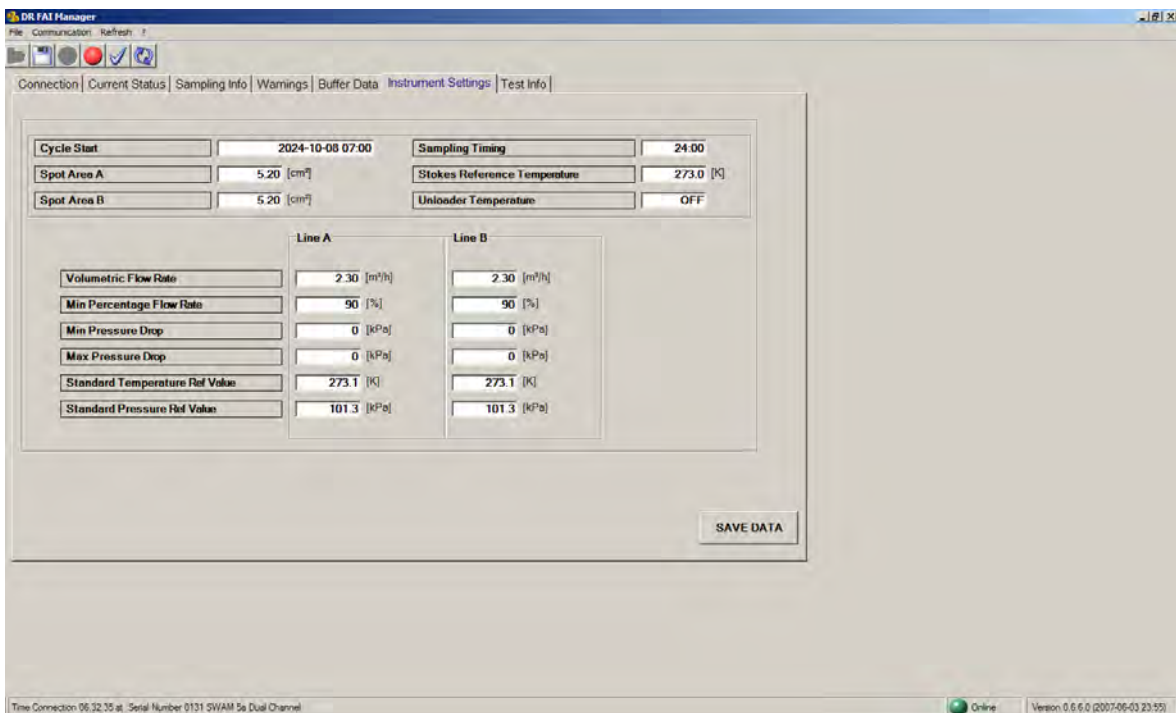 DR FAI Manager
File Communication Refresh ?
Connection Current Status Sampling Info Warnings Buffer Data Instrument Settings Test Info
Cycle Start 2024-10-08 07:00 Sampling Timing 24:00
Spot Area A 5.20 [cm²] Stokes Reference Temperature 273.0 [K]
Spot Area B 5.20 [cm²] Unloader Temperature OFF
Line A Line B
Volumetric Flow Rate 2.30 [m³/h] 2.30 [m³/h]
Min Percentage Flow Rate 90 [%] 90 [%]
Min Pressure Drop 0 [kPa] 0 [kPa]
Max Pressure Drop 0 [kPa] 0 [kPa]
Standard Temperature Ref Value 273.1 [K] 273.1 [K]
Standard Pressure Ref Value 101.3 [kPa] 101.3 [kPa]
SAVE DATA
Time Connection 06.32.35 at Serial Number 0131 SWAM 5a Dual Channel Online Version 0.6.6.0 (2007-06-03 23:55)